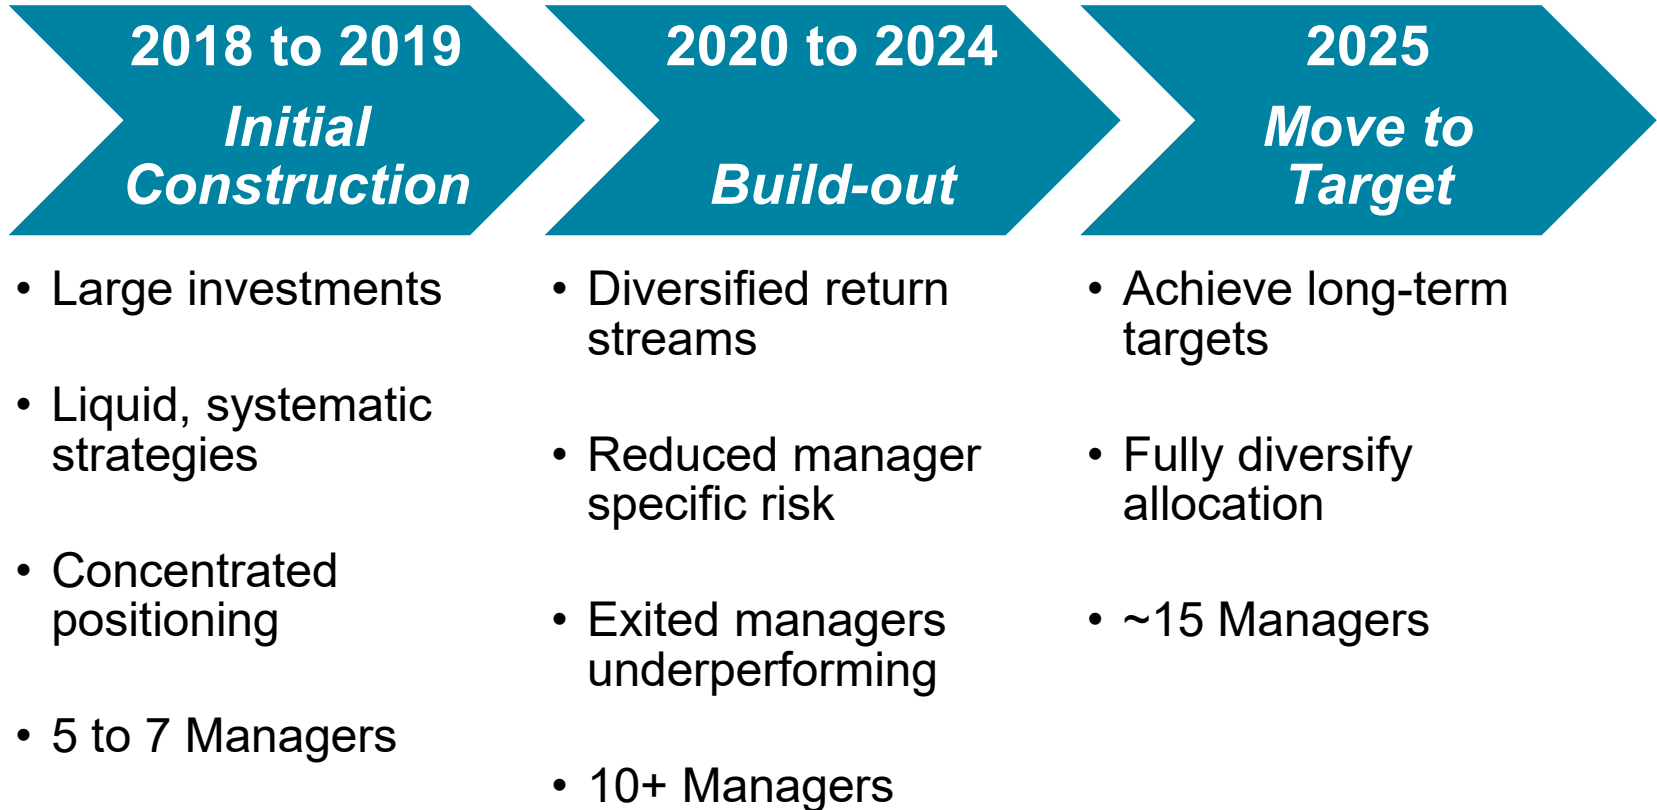 2018 to 2019
Initial
Construction
• Large investments
• Liquid, systematic
strategies
• Concentrated
positioning
• 5 to 7 Managers
2020 to 2024
Build-out
• Diversified return
streams
• Reduced manager
specific risk
• Exited managers
underperforming
• 10+ Managers
2025
Move to
Target
• Achieve long-term
targets
• Fully diversify
allocation
• ~15 Managers